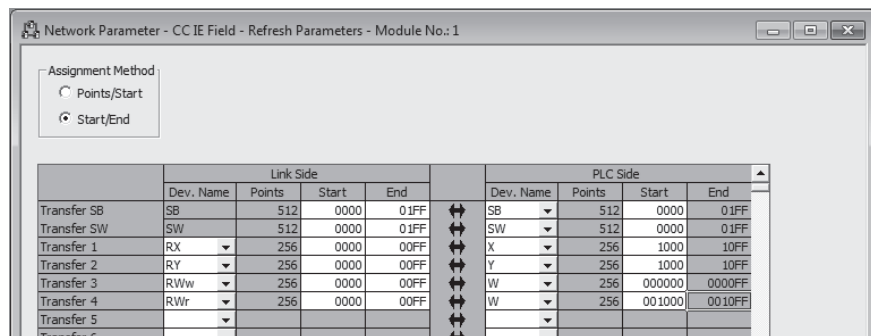 Network Parameter - CC IE Field - Refresh Parameters - Module No.: 1
Assignment Method
Points/Start
Start/End
Link Side PLC Side
Dev. Name Points Start End Dev. Name Points Start End
Transfer SB SB 512 0000 01FF SB 512 0000 01FF
Transfer SW SW 512 0000 01FF SW 512 0000 01FF
Transfer 1 RX 256 0000 00FF X 256 1000 10FF
Transfer 2 RY 256 0000 00FF Y 256 1000 10FF
Transfer 3 RWw 256 0000 00FF W 256 000000 0000FF
Transfer 4 RWr 256 0000 00FF W 256 001000 0010FF
Transfer 5